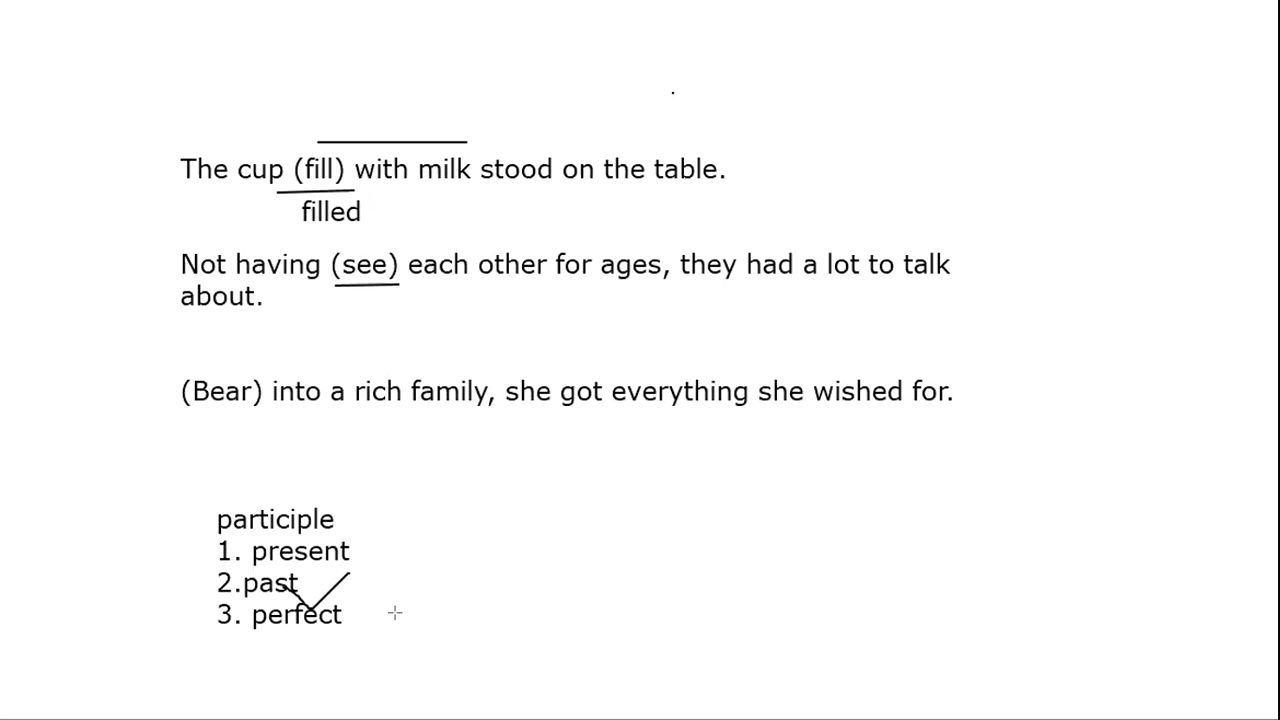 The cup (fill) with milk stood on the table.
filled
Not having (see) each other for ages, they had a lot to talk
about.
(Bear) into a rich family, she got everything she wished for.
participle
1. present
2.past
3. perfect